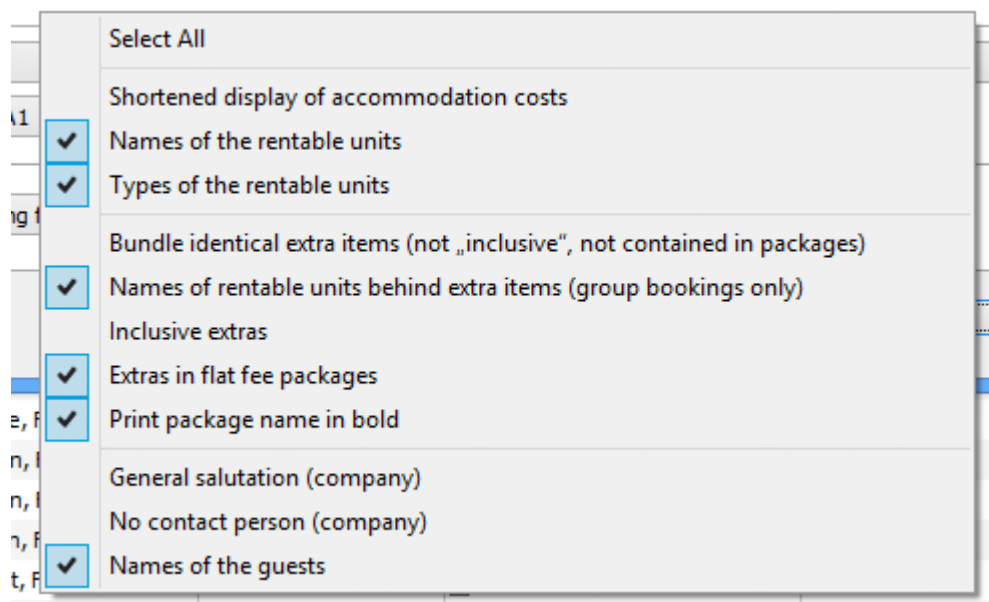 Select All
Shortened display of accommodation costs
Names of the rentable units
Types of the rentable units
Bundle identical extra items (not „inclusive“, not contained in packages)
Names of rentable units behind extra items (group bookings only)
Inclusive extras
Extras in flat fee packages
Print package name in bold
General salutation (company)
No contact person (company)
Names of the guests